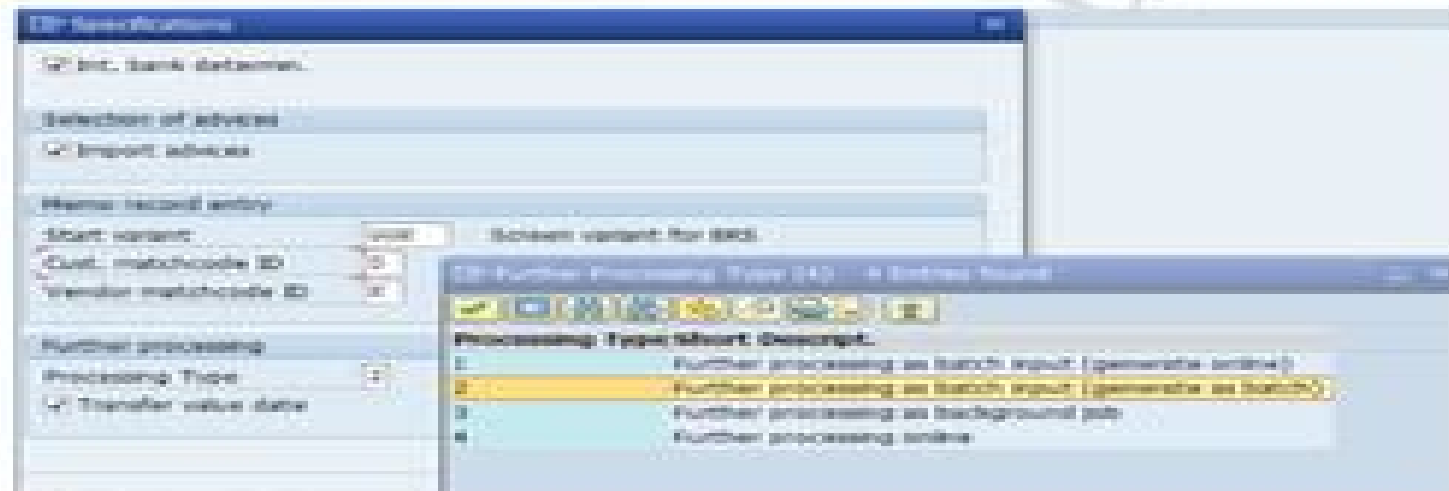 Specifications
Int. bank determin.
Selection of advices
Import advices
Memo record entry
Start variant Screen variant for BRS
Cust. matchcode ID
Vendor matchcode ID
Further Processing Type (1) 4 Entries found
Processing Type Short Descript.
1 Further processing as batch input (generate online)
2 Further processing as batch input (generate as batch)
3 Further processing as background job
4 Further processing online
Further processing
Processing Type
Transfer value date